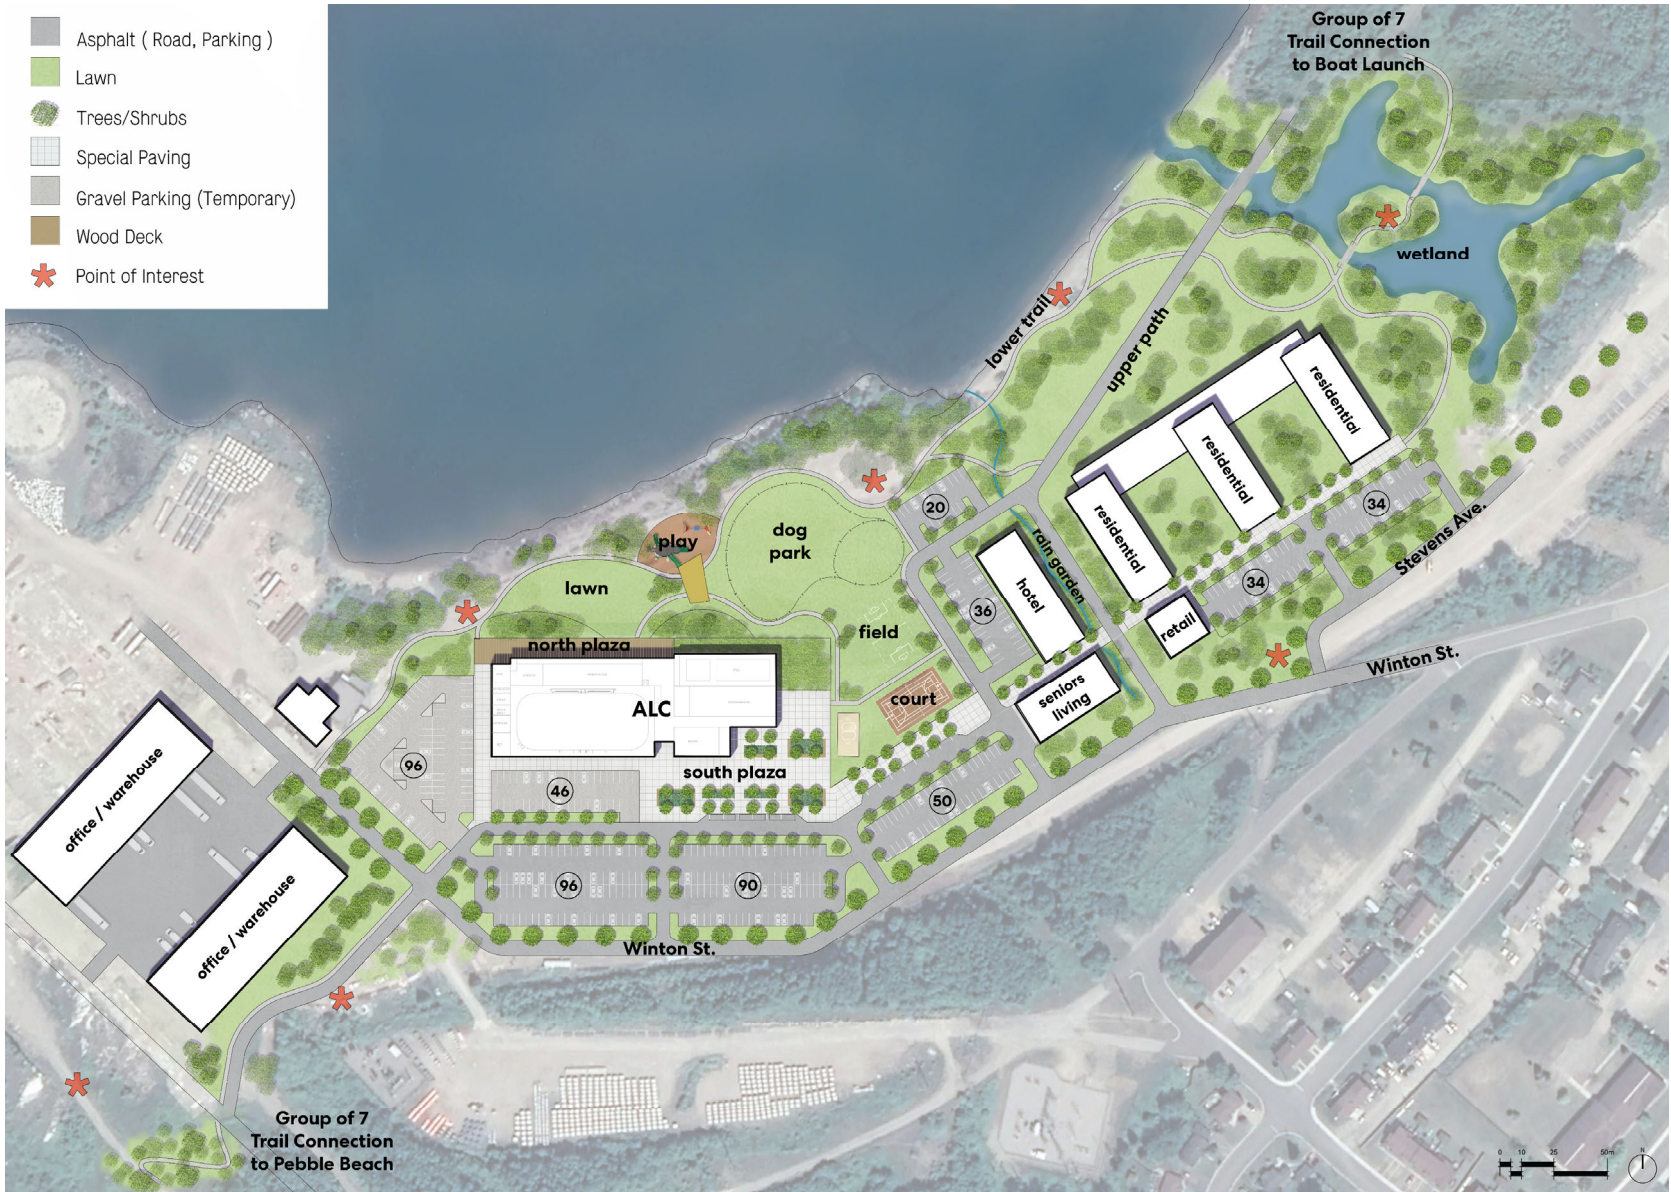 Asphalt ( Road, Parking )
Lawn
Trees/Shrubs
Special Paving
Gravel Parking (Temporary)
Wood Deck
Point of Interest
Group of 7
Trail Connection
to Boat Launch
wetland
lower trail
upper path
residential
residential
residential
34
34
Stevens Ave.
Winton St.
retail
rain garden
hotel
20
36
seniors
living
dog
park
play
lawn
field
court
north plaza
ALC
south plaza
96
46
50
96
90
Winton St.
office / warehouse
office / warehouse
Group of 7
Trail Connection
to Pebble Beach
0 10 25 50m
N